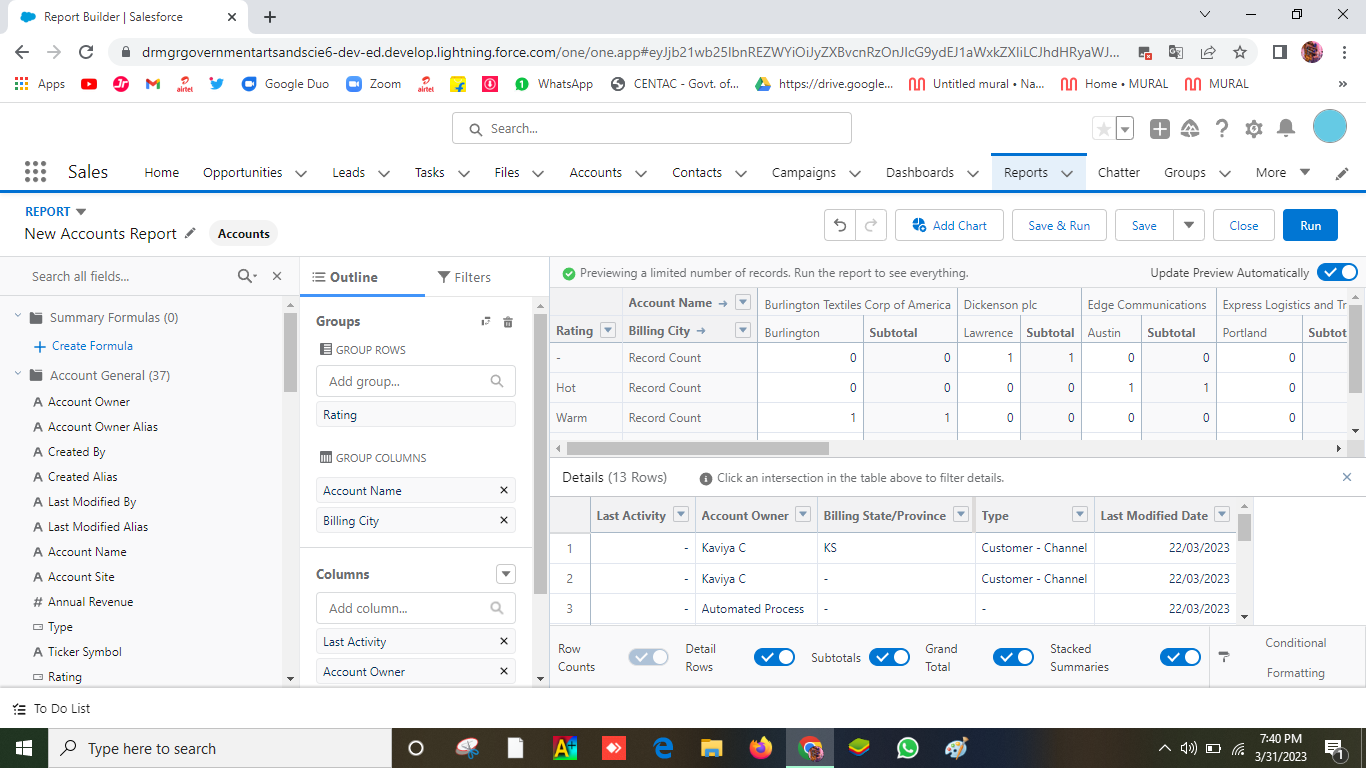 Report Builder | Salesforce
drmgrgovernmentartsandscie6-dev-ed.develop.lightning.force.com/one/one.app#eyJjb21wb25lbnREZWYiOiJyZXBvcnRzOnJlcG9ydEJ1aWxkZXIiLCJhdHRyaWJ...
Apps
airtel
Google Duo
Zoom
airtel
1 WhatsApp
CENTAC - Govt. of...
https://drive.google...
Untitled mural • Na...
Home • MURAL
MURAL
»
Search...
Sales
Home
Opportunities
Leads
Tasks
Files
Accounts
Contacts
Campaigns
Dashboards
Reports
Chatter
Groups
More
REPORT
New Accounts Report
Accounts
Add Chart
Save & Run
Save
Close
Run
Search all fields...
Summary Formulas (0)
Create Formula
Account General (37)
A Account Owner
A Account Owner Alias
A Created By
A Created Alias
A Last Modified By
A Last Modified Alias
A Account Name
A Account Site
# Annual Revenue
Type
A Ticker Symbol
Rating
Outline
Filters
Groups
GROUP ROWS
Add group...
Rating
GROUP COLUMNS
Account Name
Billing City
Columns
Add column...
Last Activity
Account Owner
Previewing a limited number of records. Run the report to see everything.
Update Preview Automatically
Account Name → Burlington Textiles Corp of America Dickenson plc Edge Communications Express Logistics and Tr
Rating Billing City → Burlington Subtotal Lawrence Subtotal Austin Subtotal Portland Subtot
- Record Count 0 0 1 1 0 0 0
Hot Record Count 0 0 0 0 1 1 0
Warm Record Count 1 1 0 0 0 0 0
Details (13 Rows)
Click an intersection in the table above to filter details.
Last Activity Account Owner Billing State/Province Type Last Modified Date
1 - Kaviya C KS Customer - Channel 22/03/2023
2 - Kaviya C - Customer - Channel 22/03/2023
3 - Automated Process - - 22/03/2023
Row Counts
Detail Rows
Subtotals
Grand Total
Stacked Summaries
Conditional Formatting
To Do List
Type here to search
7:40 PM
3/31/2023
1